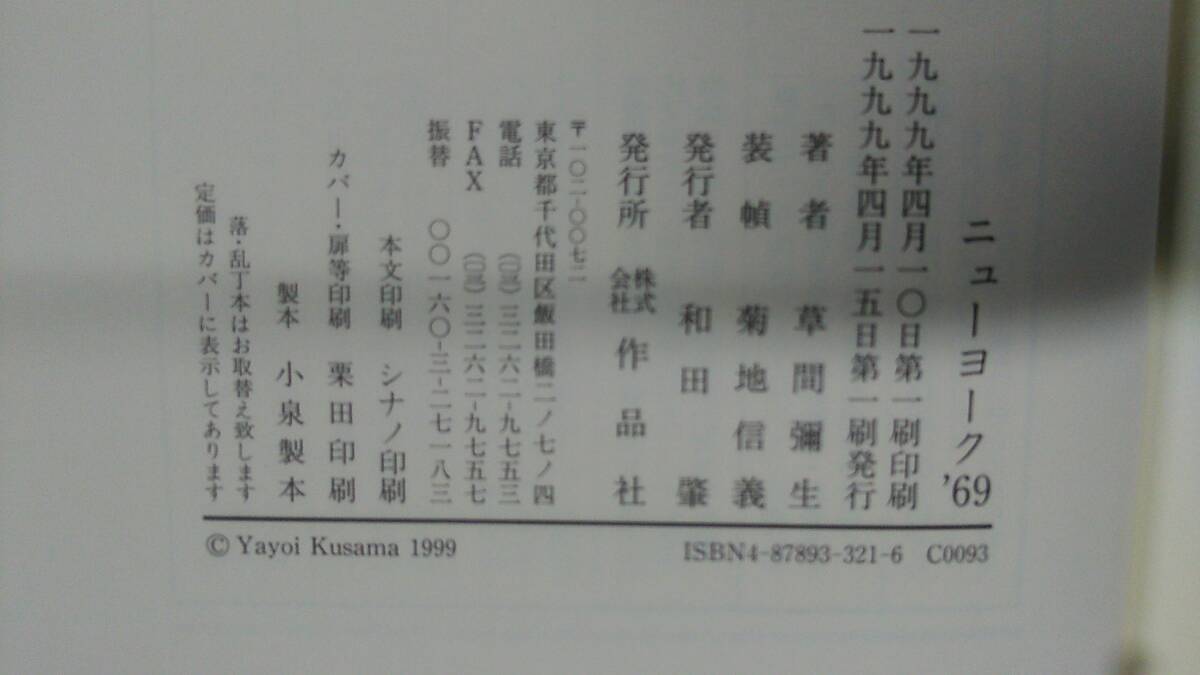 ニューヨーク ’69
一九九九年四月一〇日第一刷印刷
一九九九年四月一五日第一刷発行
著者 草間彌生
装幀 菊地信義
発行者 和田肇
発行所 株式会社 作品社
〒一〇二-〇〇七二
東京都千代田区飯田橋二ノ七ノ四
電話 (〇三)三二六二-九七五三
FAX (〇三)三二六二-九七五七
振替 〇〇一六〇-三-二七一八三
本文印刷 シナノ印刷
カバー・扉等印刷 栗田印刷
製本 小泉製本
落・乱丁本はお取替え致します
定価はカバーに表示してあります
© Yayoi Kusama 1999
ISBN4-87893-321-6 C0093